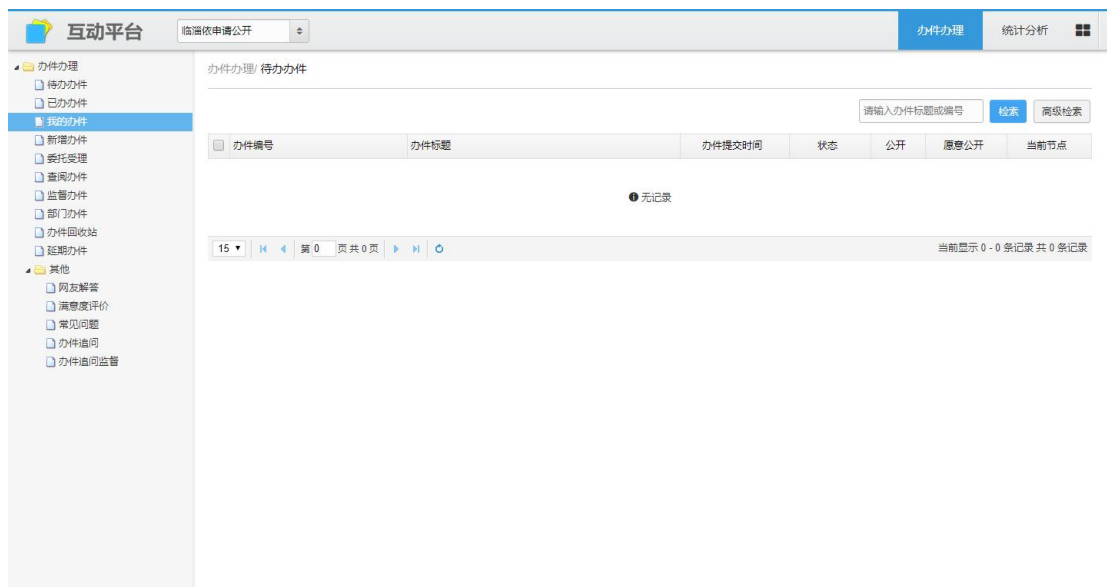 互动平台
临淄依申请公开
办件办理
统计分析
办件办理
待办办件
已办办件
我的办件
新增办件
委托受理
查阅办件
监督办件
部门办件
办件回收站
延期办件
其他
网友解答
满意度评价
常见问题
办件追问
办件追问监督
办件办理/ 待办办件
请输入办件标题或编号
检索
高级检索
办件编号 办件标题 办件提交时间 状态 公开 愿意公开 当前节点
无记录
15 第 0 页 共 0 页
当前显示 0 - 0 条记录 共 0 条记录